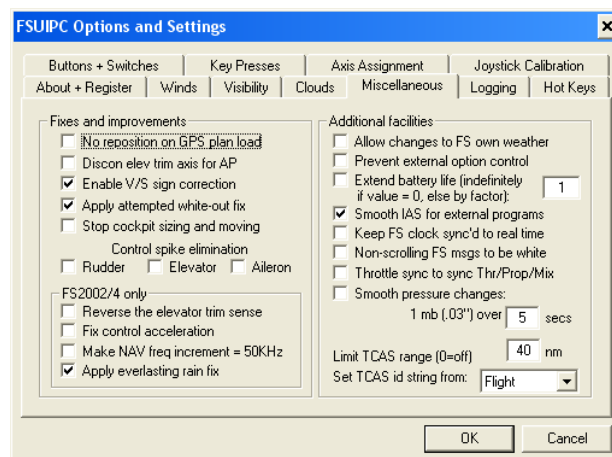 FSUIPC Options and Settings
Buttons + Switches Key Presses Axis Assignment Joystick Calibration
About + Register Winds Visibility Clouds Miscellaneous Logging Hot Keys
Fixes and improvements
No reposition on GPS plan load
Discon elev trim axis for AP
Enable V/S sign correction
Apply attempted white-out fix
Stop cockpit sizing and moving
Control spike elimination
Rudder Elevator Aileron
FS2002/4 only
Reverse the elevator trim sense
Fix control acceleration
Make NAV freq increment = 50KHz
Apply everlasting rain fix
Additional facilities
Allow changes to FS own weather
Prevent external option control
Extend battery life (indefinitely
if value = 0, else by factor): 1
Smooth IAS for external programs
Keep FS clock sync'd to real time
Non-scrolling FS msgs to be white
Throttle sync to sync Thr/Prop/Mix
Smooth pressure changes:
1 mb (.03") over 5 secs
Limit TCAS range (0=off) 40 nm
Set TCAS id string from: Flight
OK Cancel